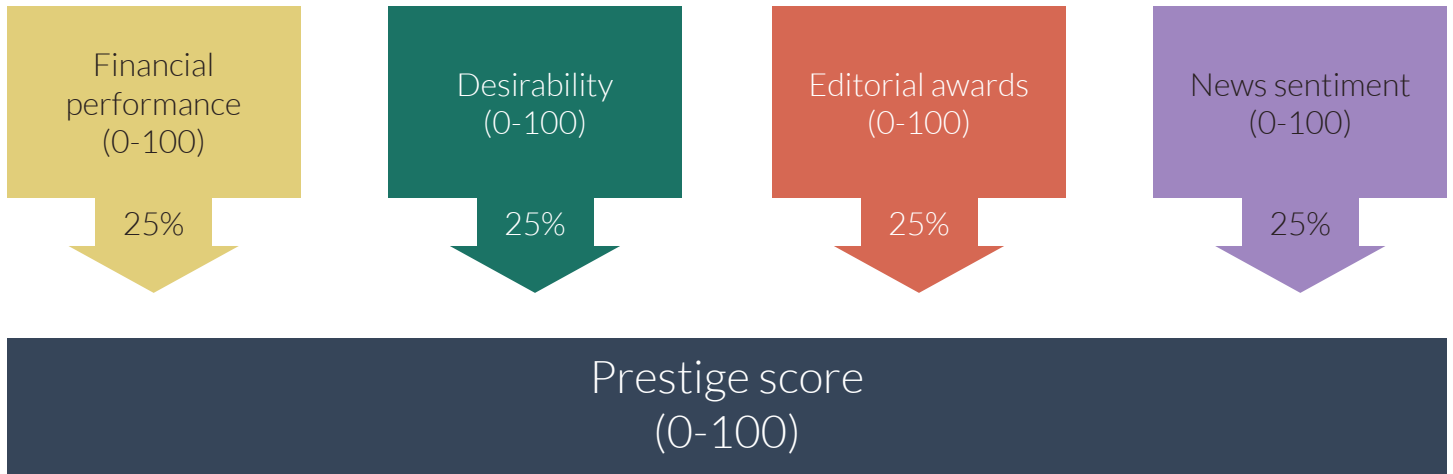 Financial
performance
(0-100)
25%
Desirability
(0-100)
25%
Editorial awards
(0-100)
25%
News sentiment
(0-100)
25%
Prestige score
(0-100)